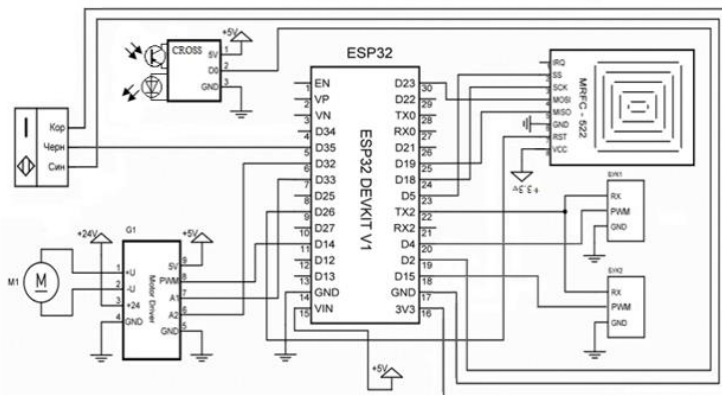 +5V
CROSS
5V
1
D0
2
GND
3
Кор
Черн
Син
ESP32
ESP32 DEVKIT V1
EN
1
VP
2
VN
3
D34
4
D35
5
D32
6
D33
7
D25
8
D26
9
D27
10
D14
11
D12
12
D13
13
GND
14
VIN
15
D23
30
D22
29
TX0
28
RX0
27
D21
26
D19
25
D18
24
D5
23
TX2
22
RX2
21
D4
20
D2
19
D15
18
GND
17
3V3
16
IRQ
SS
SCK
MOSI
MISO
GND
RST
VCC
MRFC - 522
+3.3v
RX
PWM
GND
RX
PWM
GND
+24V
G1
+5V
M1
M
Motor Driver
1
+U
2
-U
3
+24
4
GND
5V
9
PWM
8
A1
7
A2
6
GND
5
+5V